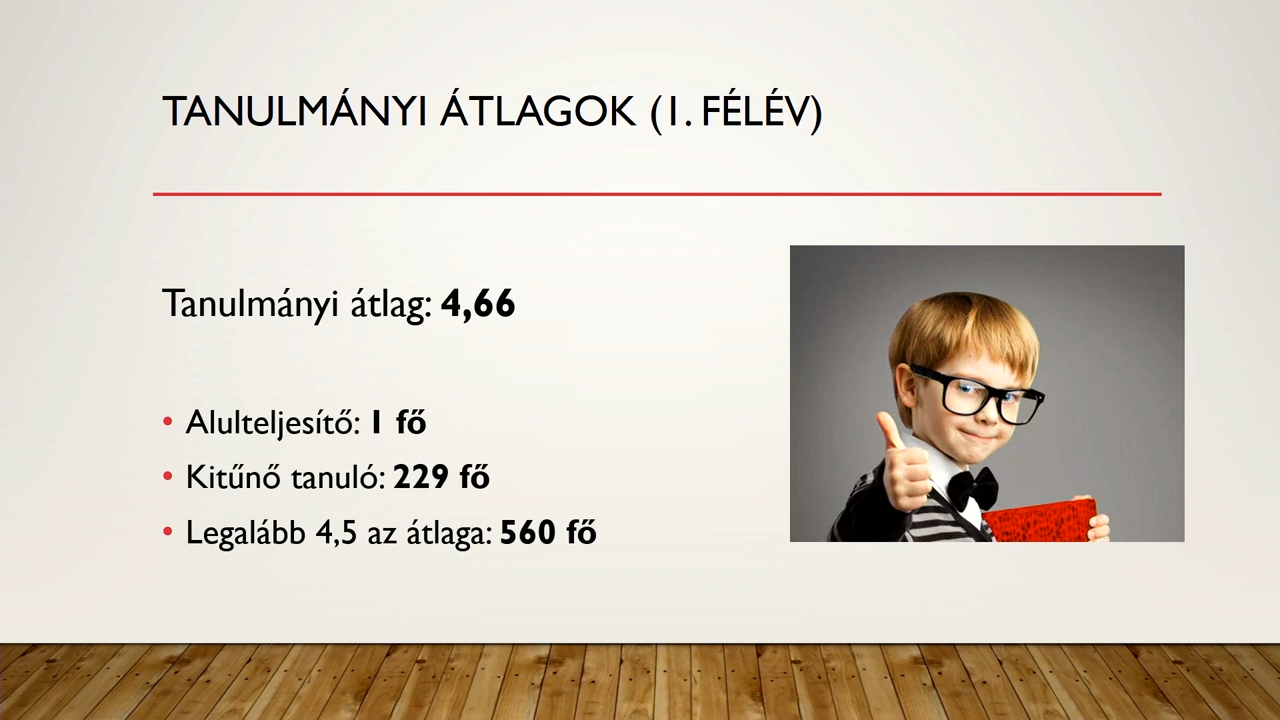 TANULMÁNYI ÁTLAGOK (1. FÉLÉV)
Tanulmányi átlag: 4,66
• Alulteljesítő: 1 fő
• Kitűnő tanuló: 229 fő
• Legalább 4,5 az átlaga: 560 fő